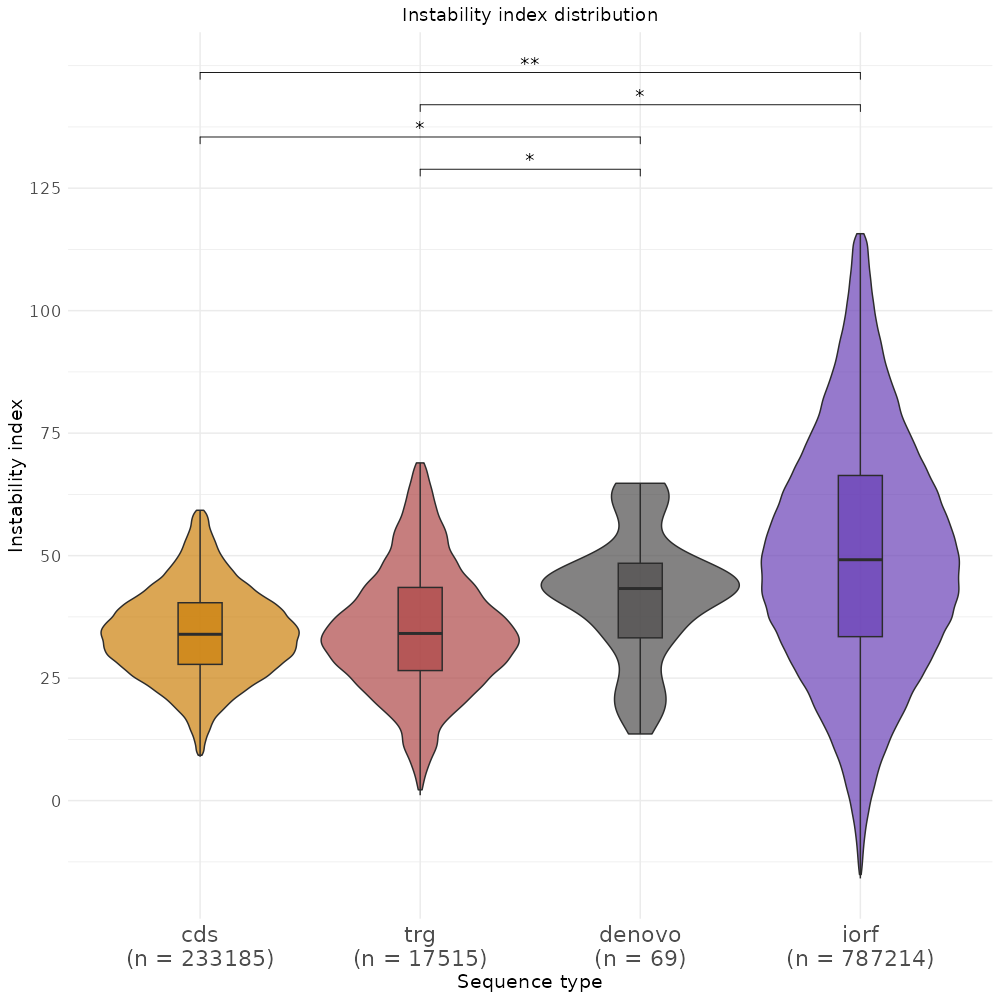 Instability index distribution
**
*
*
*
125
100
75
50
25
0
Instability index
cds
(n = 233185)
trg
(n = 17515)
denovo
(n = 69)
iorf
(n = 787214)
Sequence type